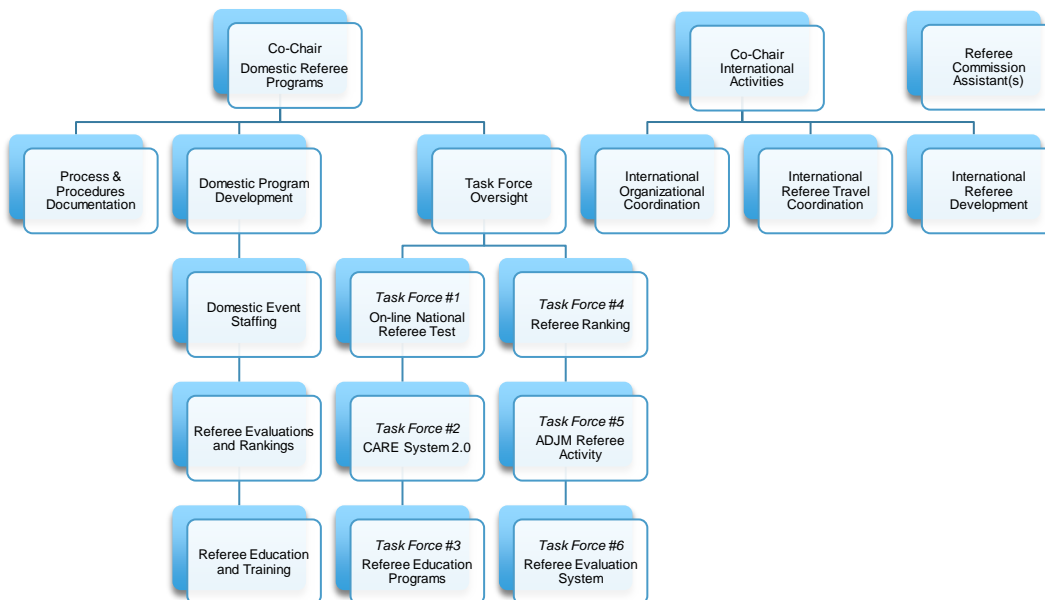 Co-Chair
Domestic Referee
Programs
Co-Chair
International
Activities
Referee
Commission
Assistant(s)
Process &
Procedures
Documentation
Domestic Program
Development
Task Force
Oversight
International
Organizational
Coordination
International
Referee Travel
Coordination
International
Referee
Development
Domestic Event
Staffing
Task Force #1
On-line National
Referee Test
Task Force #4
Referee Ranking
Referee Evaluations
and Rankings
Task Force #2
CARE System 2.0
Task Force #5
ADJM Referee
Activity
Referee Education
and Training
Task Force #3
Referee Education
Programs
Task Force #6
Referee Evaluation
System